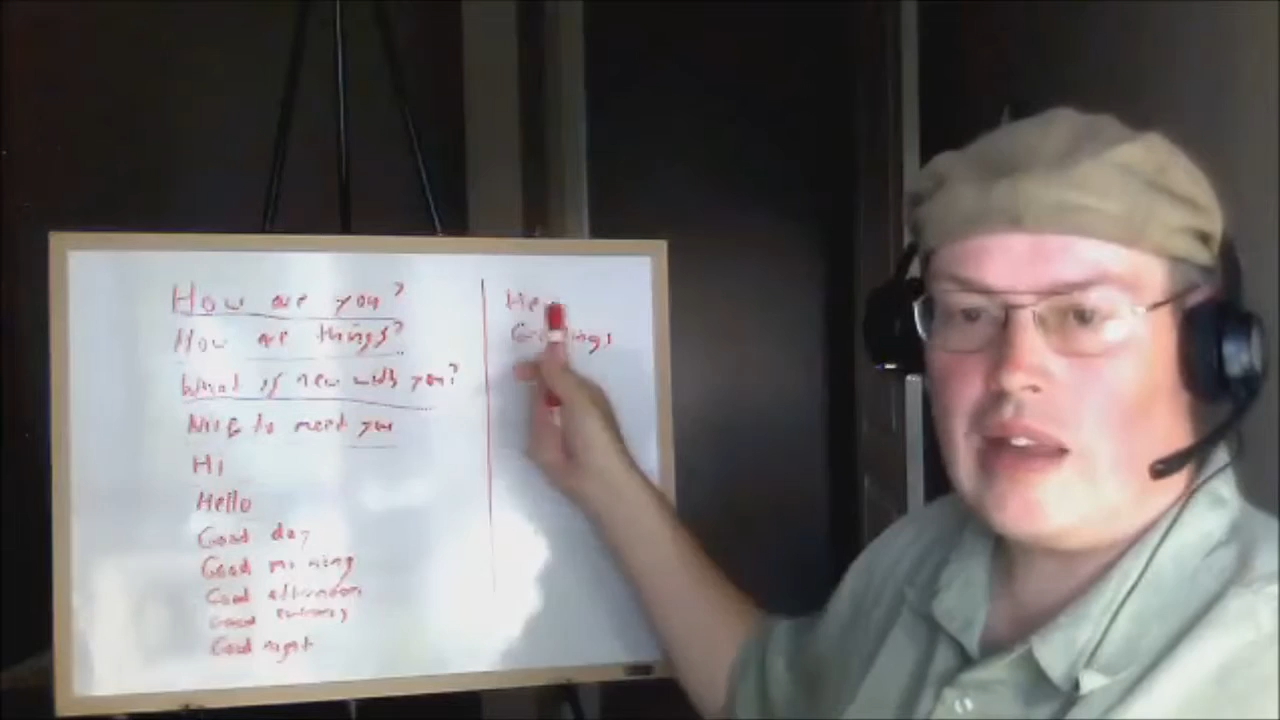 How are you?
How are things?
What is new with you?
Nice to meet you
Hi
Hello
Good day
Good morning
Good afternoon
Good evening
Good night
Greetings